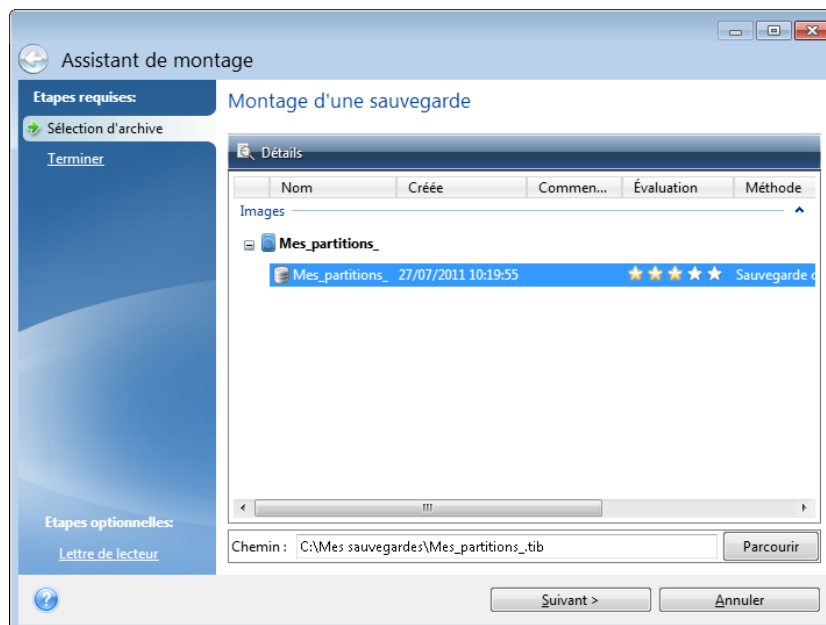 Assistant de montage
Etapes requises:
Sélection d'archive
Terminer
Montage d'une sauvegarde
Détails
Nom Créée Commen... Évaluation Méthode
Images
Mes_partitions_
Mes_partitions_ 27/07/2011 10:19:55 Sauvegarde
Etapes optionnelles:
Lettre de lecteur
Chemin : C:\Mes sauvegardes\Mes_partitions_.tib Parcourir
Suivant > Annuler